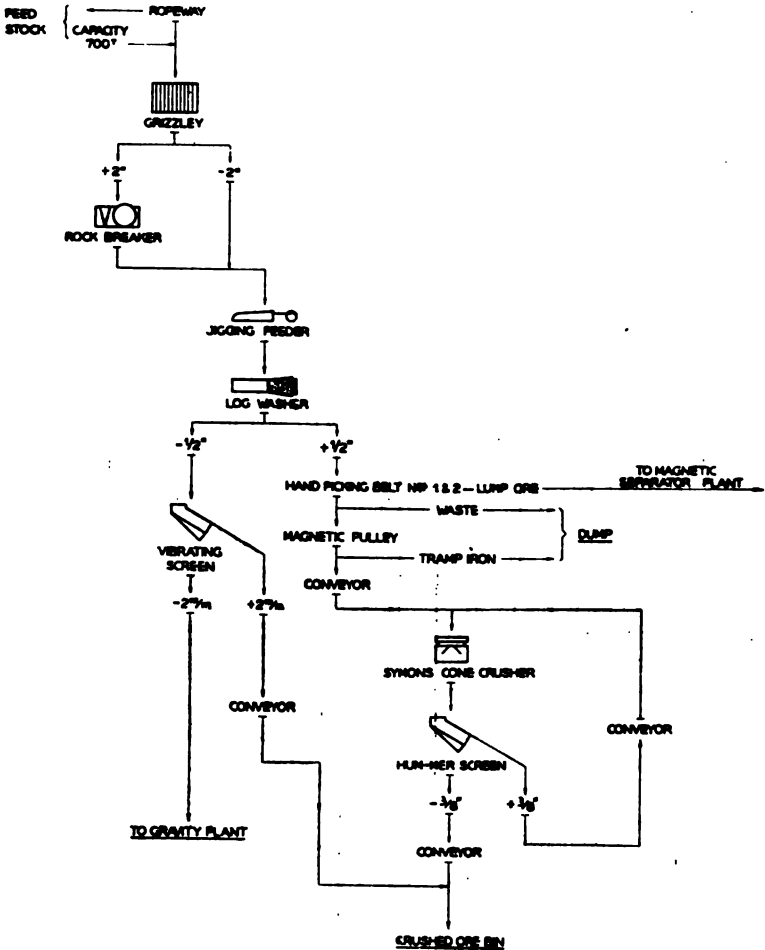 FEED
STOCK
ROPEWAY
CAPACITY
700T
GRIZZLEY
+2"
-2"
ROCK BREAKER
JIGGING FEEDER
LOG WASHER
-1/2"
+1/2"
HAND PICKING BELT Nº 1 & 2 — LUMP ORE
TO MAGNETIC
SEPARATOR PLANT
WASTE
MAGNETIC PULLEY
DUMP
TRAMP IRON
VIBRATING
SCREEN
CONVEYOR
-2m/m
+2m/m
SYMONS CONE CRUSHER
CONVEYOR
CONVEYOR
HUM-MER SCREEN
-3/8"
+3/8"
TO GRAVITY PLANT
CONVEYOR
CRUSHED ORE BIN